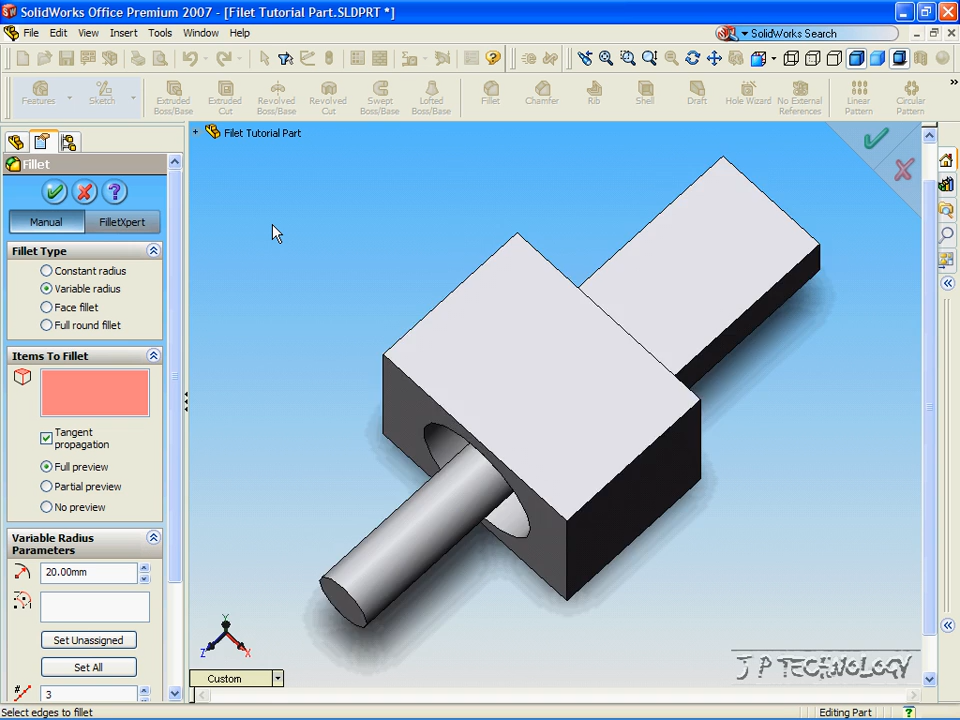 SolidWorks Office Premium 2007 - [Filet Tutorial Part.SLDPRT *]
File Edit View Insert Tools Window Help
SolidWorks Search
Features
Sketch
Extruded Boss/Base
Extruded Cut
Revolved Boss/Base
Revolved Cut
Swept Boss/Base
Lofted Boss/Base
Fillet
Chamfer
Rib
Shell
Draft
Hole Wizard
No External References
Linear Pattern
Circular Pattern
Filet Tutorial Part
Fillet
Manual
FilletXpert
Fillet Type
Constant radius
Variable radius
Face fillet
Full round fillet
Items To Fillet
Tangent
propagation
Full preview
Partial preview
No preview
Variable Radius
Parameters
20.00mm
Set Unassigned
Set All
3
Y
Z
X
Custom
J P TECHNOLOGY
Select edges to fillet
Editing Part